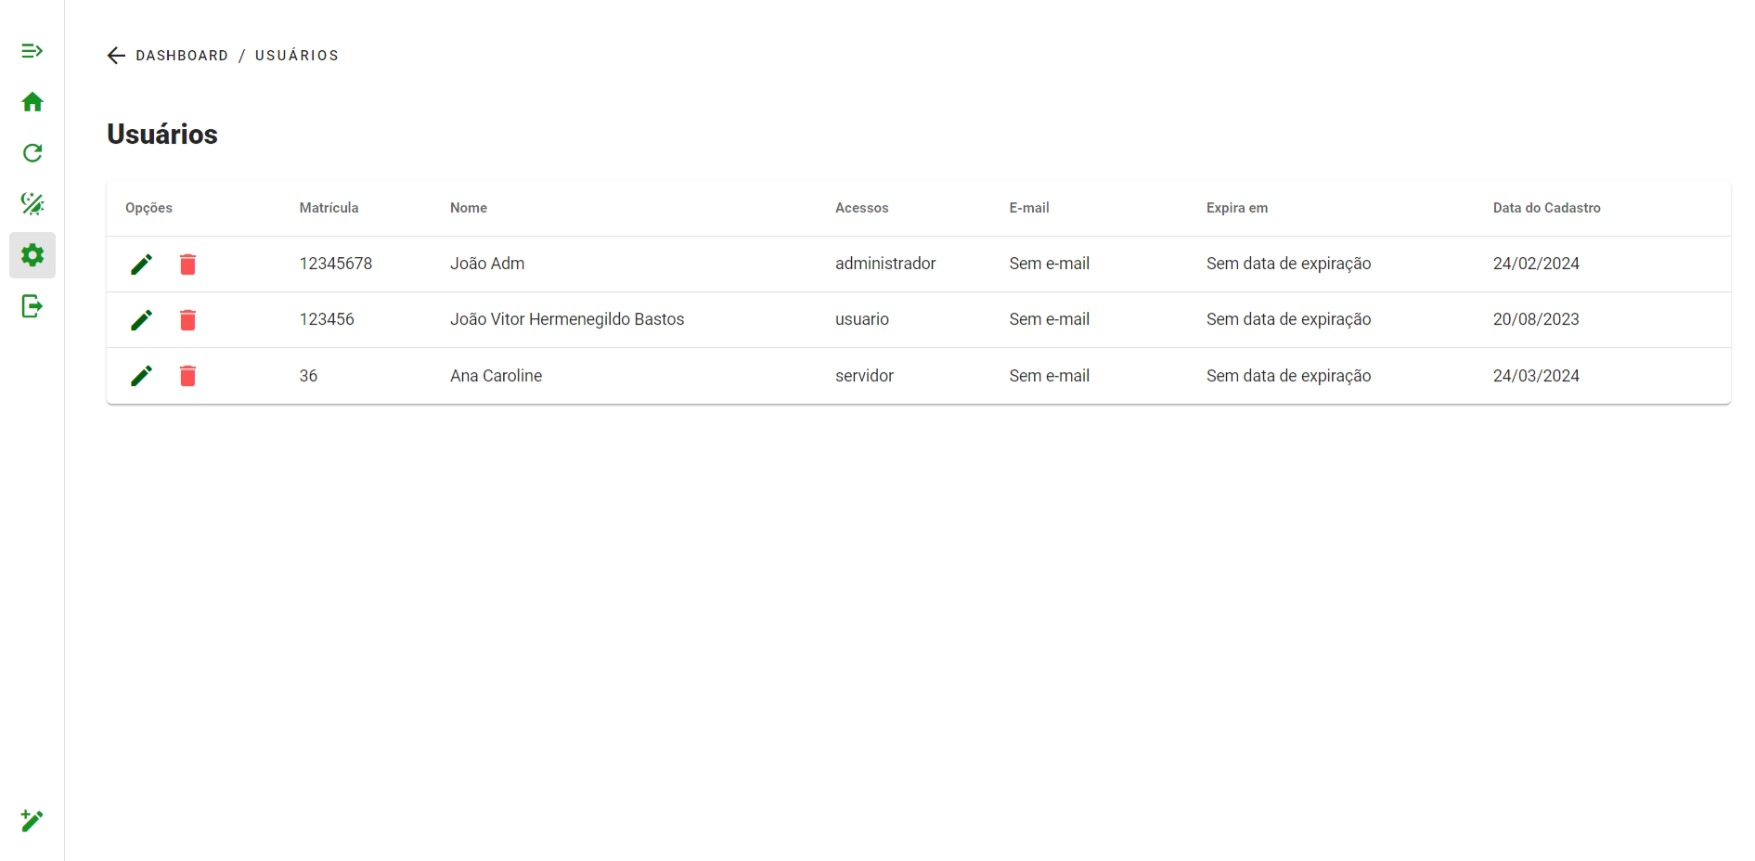 DASHBOARD / USUÁRIOS
Usuários
Opções Matrícula Nome Acessos E-mail Expira em Data do Cadastro
12345678 João Adm administrador Sem e-mail Sem data de expiração 24/02/2024
123456 João Vitor Hermenegildo Bastos usuario Sem e-mail Sem data de expiração 20/08/2023
36 Ana Caroline servidor Sem e-mail Sem data de expiração 24/03/2024